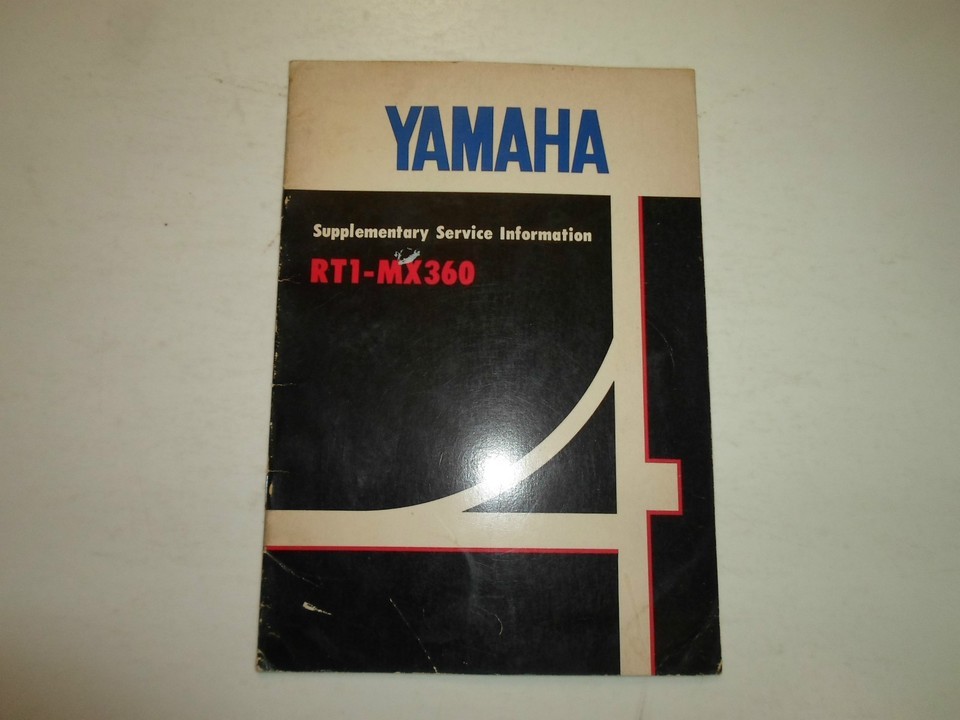 YAMAHA
Supplementary Service Information
RT1-MX360